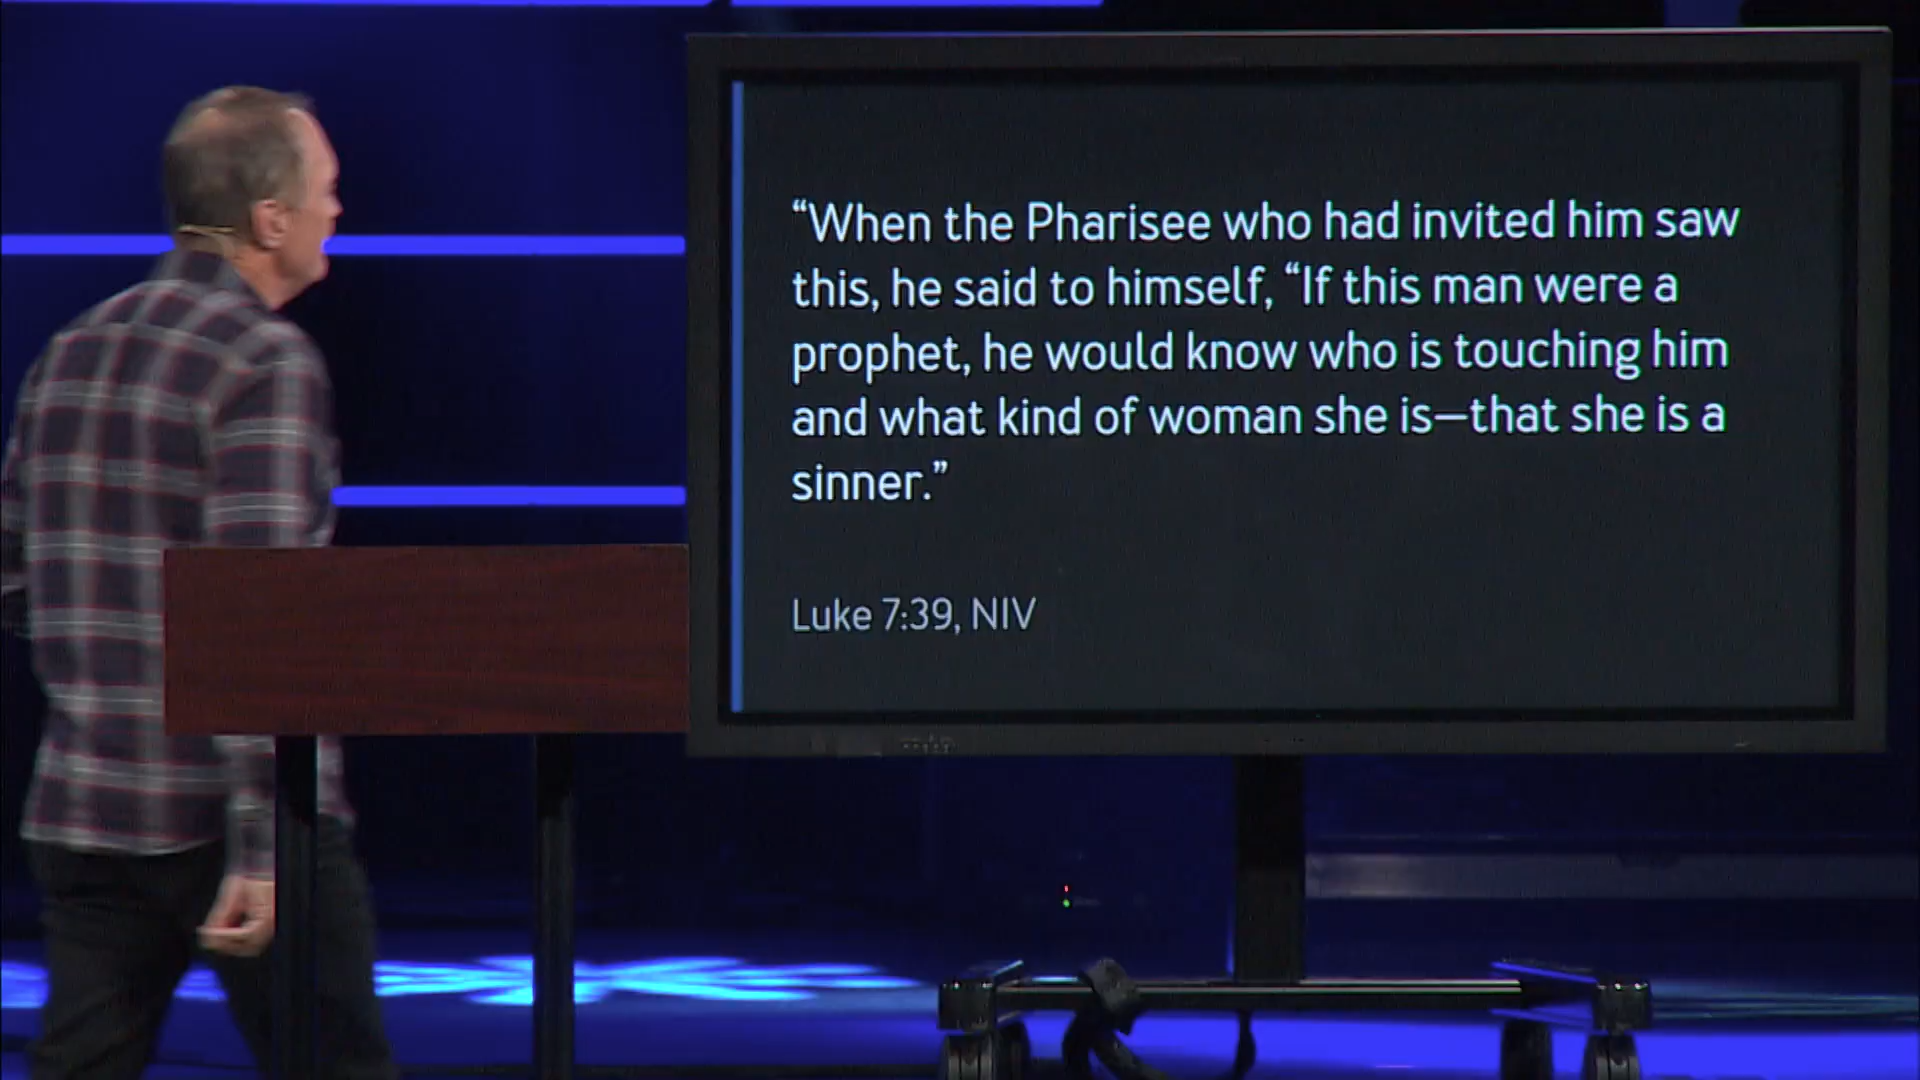 “When the Pharisee who had invited him saw
this, he said to himself, “If this man were a
prophet, he would know who is touching him
and what kind of woman she is—that she is a
sinner.”
Luke 7:39, NIV